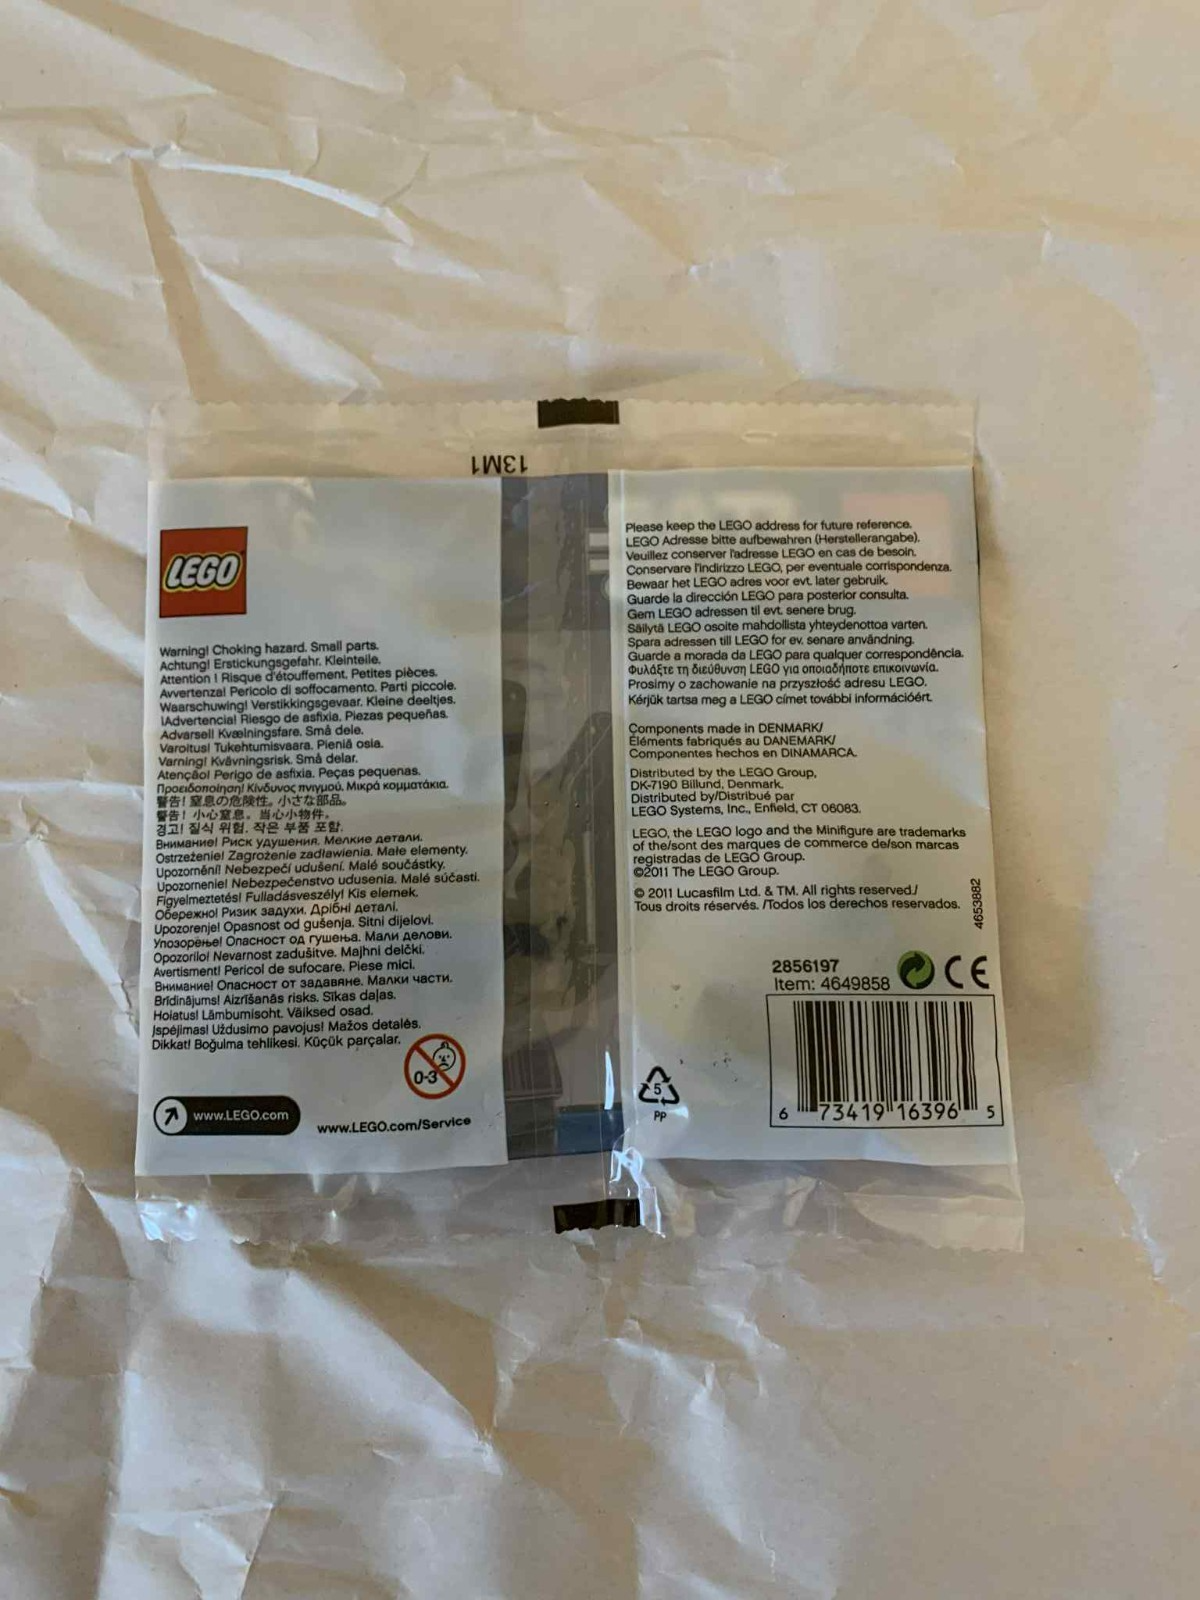 13M1
LEGO
Warning! Choking hazard. Small parts.
Achtung! Erstickungsgefahr. Kleinteile.
Attention ! Risque d'étouffement. Petites pièces.
Avvertenza! Pericolo di soffocamento. Parti piccole.
Waarschuwing! Verstikkingsgevaar. Kleine deeltjes.
¡Advertencia! Riesgo de asfixia. Piezas pequeñas.
Advarsel! Kvælningsfare. Små dele.
Varoitus! Tukehtumisvaara. Pieniä osia.
Varning! Kvävningsrisk. Små delar.
Atenção! Perigo de asfixia. Peças pequenas.
Προειδοποίηση! Κίνδυνος πνιγμού. Μικρά κομματάκια.
警告! 窒息の危険性。小さな部品。
警告! 小心窒息。当心小物件。
경고! 질식 위험. 작은 부품 포함.
Внимание! Риск удушения. Мелкие детали.
Ostrzeżenie! Zagrożenie zadławienia. Małe elementy.
Upozornění! Nebezpečí udušení. Malé součástky.
Upozornenie! Nebezpečenstvo udusenia. Malé súčasti.
Figyelmeztetés! Fulladásveszély! Kis elemek.
Обережно! Ризик задухи. Дрібні деталі.
Upozorenje! Opasnost od gušenja. Sitni dijelovi.
Упозорење! Опасност од гушења. Мали делови.
Opozorilo! Nevarnost zadušitve. Majhni delčki.
Avertisment! Pericol de sufocare. Piese mici.
Внимание! Опасност от задавяне. Малки части.
Brīdinājums! Aizrīšanās risks. Sīkas daļas.
Hoiatus! Lämbumisoht. Väiksed osad.
Įspėjimas! Uždusimo pavojus! Mažos detalės.
Dikkat! Boğulma tehlikesi. Küçük parçalar.
0-3
www.LEGO.com
www.LEGO.com/Service
Please keep the LEGO address for future reference.
LEGO Adresse bitte aufbewahren (Herstellerangabe).
Veuillez conserver l'adresse LEGO en cas de besoin.
Conservare l'indirizzo LEGO, per eventuale corrispondenza.
Bewaar het LEGO adres voor evt. later gebruik.
Guarde la dirección LEGO para posterior consulta.
Gem LEGO adressen til evt. senere brug.
Säilytä LEGO osoite mahdollista yhteydenottoa varten.
Spara adressen till LEGO for ev. senare användning.
Guarde a morada da LEGO para qualquer correspondência.
Φυλάξτε τη διεύθυνση LEGO για οποιαδήποτε επικοινωνία.
Prosimy o zachowanie na przyszłość adresu LEGO.
Kérjük tartsa meg a LEGO címet további információért.
Components made in DENMARK/
Éléments fabriqués au DANEMARK/
Componentes hechos en DINAMARCA.
Distributed by the LEGO Group,
DK-7190 Billund, Denmark.
Distributed by/Distribué par
LEGO Systems, Inc., Enfield, CT 06083.
LEGO, the LEGO logo and the Minifigure are trademarks
of the/sont des marques de commerce de/son marcas
registradas de LEGO Group.
©2011 The LEGO Group.
© 2011 Lucasfilm Ltd. & TM. All rights reserved./
Tous droits réservés. /Todos los derechos reservados.
4653882
2856197
Item: 4649858
CE
5
PP
6 73419 16396 5